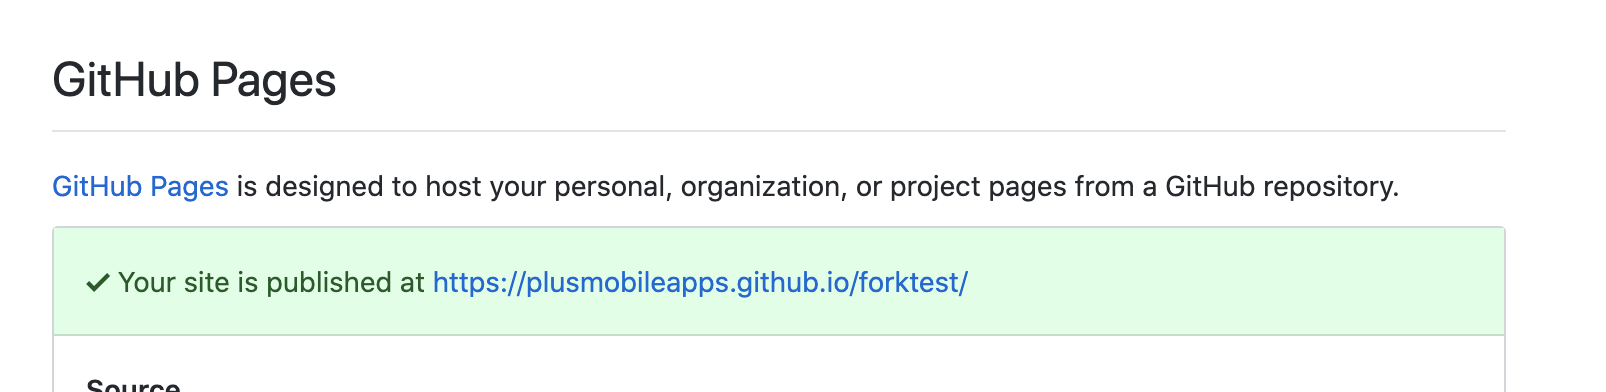 GitHub Pages
GitHub Pages is designed to host your personal, organization, or project pages from a GitHub repository.
✓ Your site is published at https://plusmobileapps.github.io/forktest/
Source